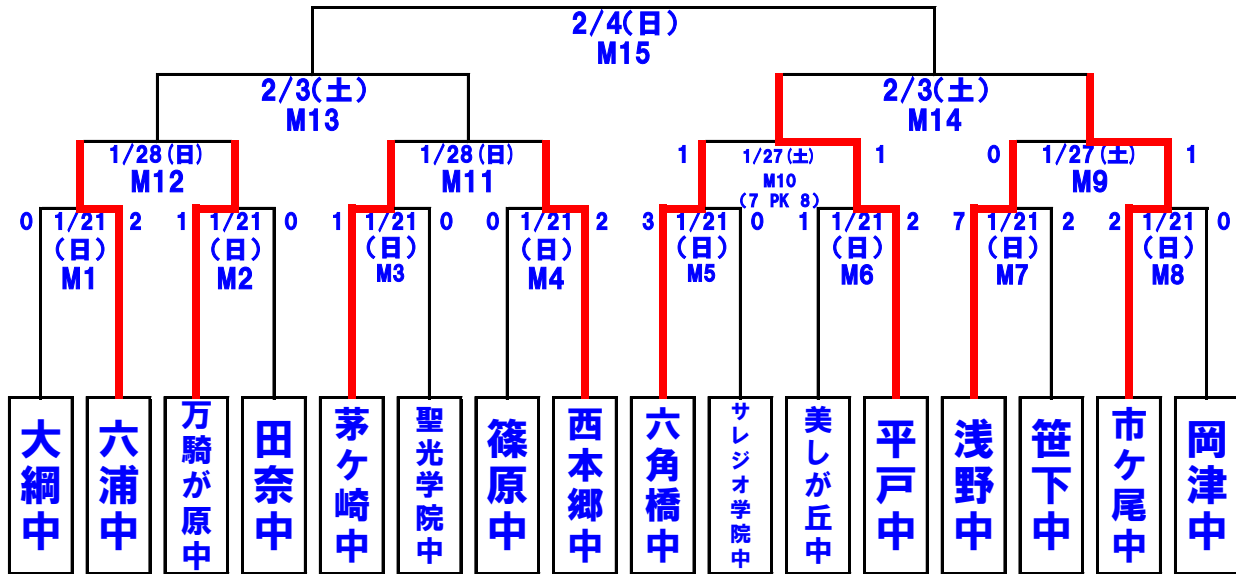 2/4(日)
M15
2/3(土)
M13
2/3(土)
M14
1/28(日)
M12
1/28(日)
M11
1 1/27(土) 1
M10
(7 PK 8)
0 1/27(土) 1
M9
0 1/21 2
(日)
M1
1 1/21 0
(日)
M2
1 1/21 0
(日)
M3
0 1/21 2
(日)
M4
3 1/21 0
(日)
M5
1 1/21 2
(日)
M6
7 1/21 2
(日)
M7
2 1/21 0
(日)
M8
大綱中
六浦中
万騎が原中
田奈中
茅ケ崎中
聖光学院中
篠原中
西本郷中
六角橋中
サレジオ学院中
美しが丘中
平戸中
浅野中
笹下中
市ケ尾中
岡津中